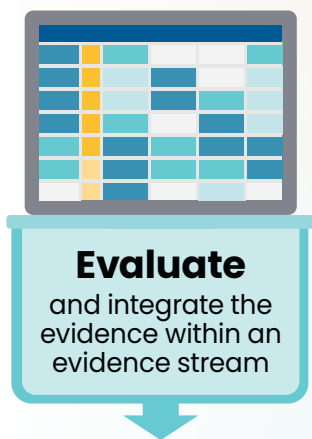 Evaluate
and integrate the
evidence within an
evidence stream